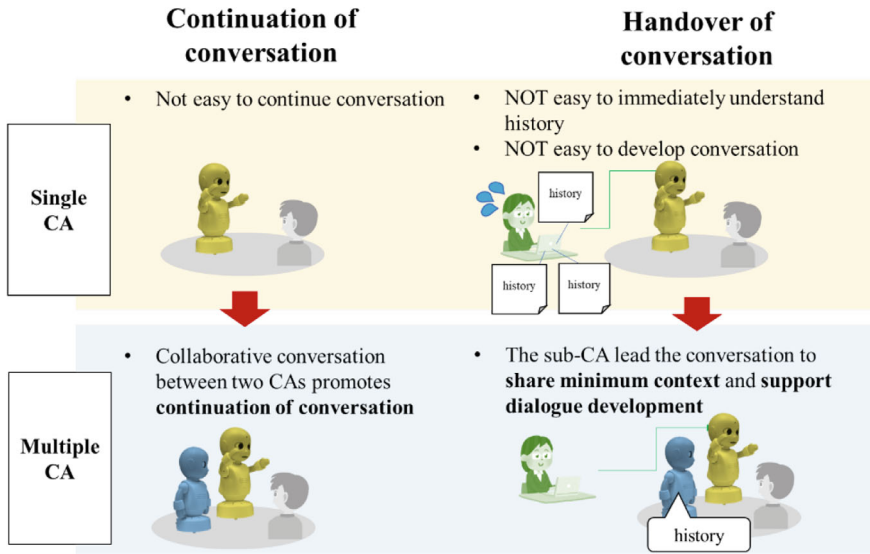 Continuation of
conversation
Handover of
conversation
Single
CA
• Not easy to continue conversation
• NOT easy to immediately understand
history
• NOT easy to develop conversation
history
history
history
Multiple
CA
• Collaborative conversation
between two CAs promotes
continuation of conversation
• The sub-CA lead the conversation to
share minimum context and support
dialogue development
history